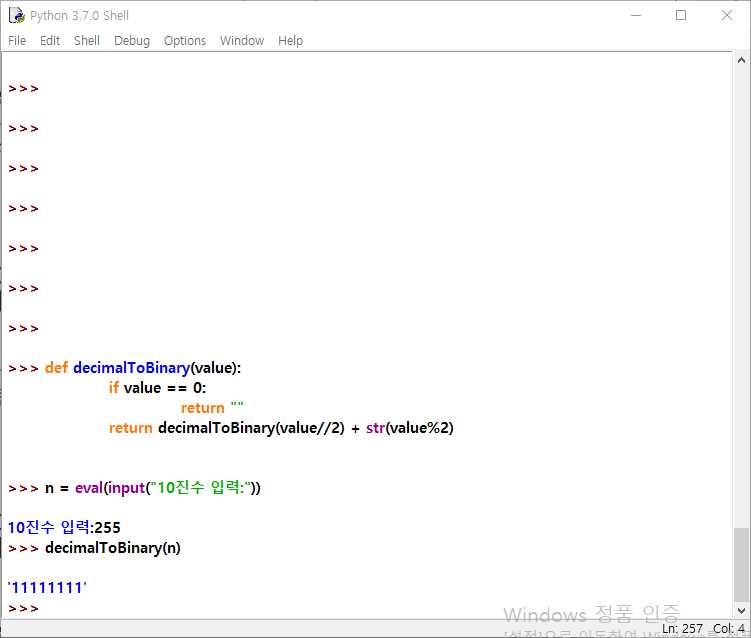 Python 3.7.0 Shell
File Edit Shell Debug Options Window Help
>>>
>>>
>>>
>>>
>>>
>>>
>>>
>>> def decimalToBinary(value):
if value == 0:
return ""
return decimalToBinary(value//2) + str(value%2)
>>> n = eval(input("10진수 입력:"))
10진수 입력:255
>>> decimalToBinary(n)
'11111111'
>>>
Windows 정품 인증
Ln: 257 Col: 4